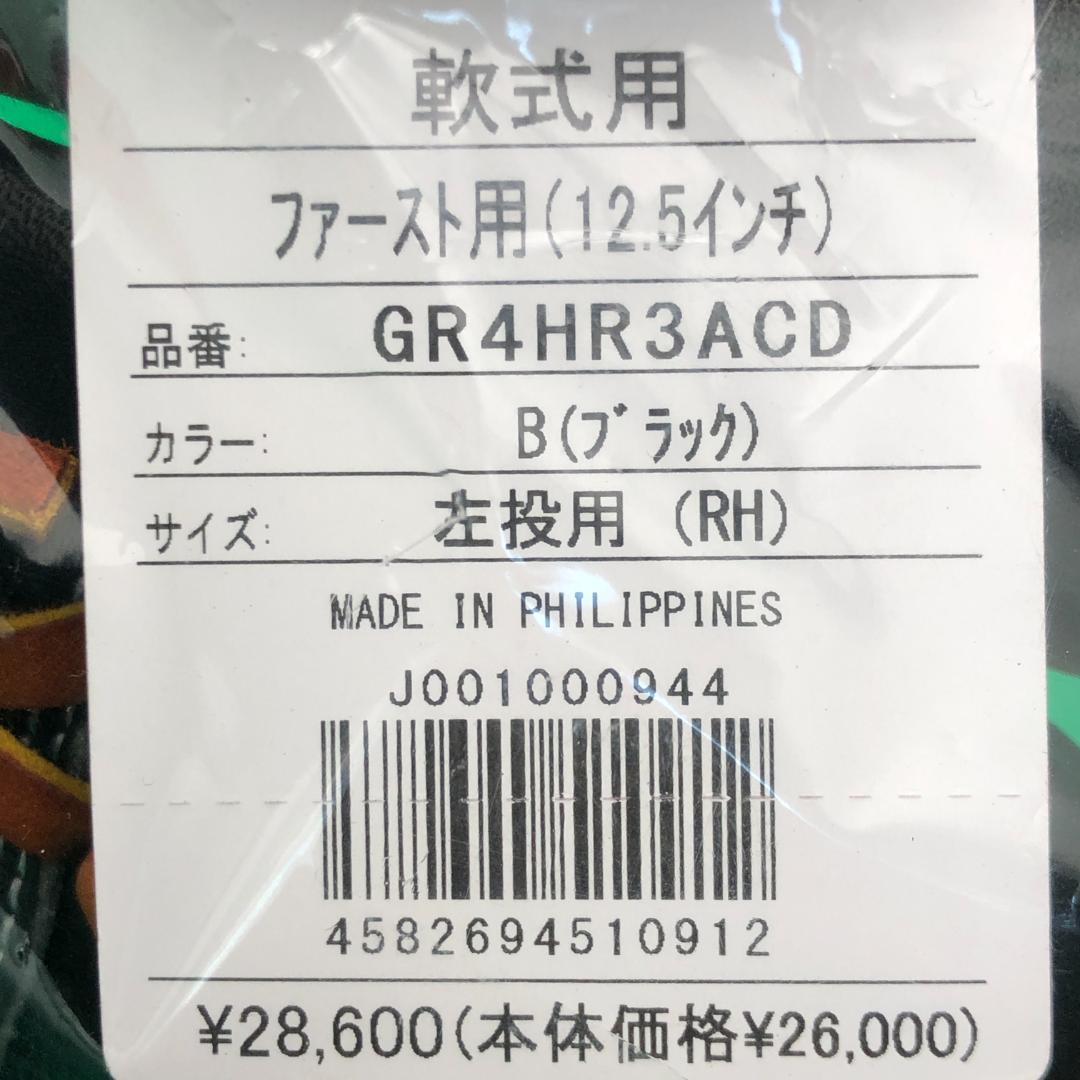 軟式用
ファースト用(12.5インチ)
品番: GR4HR3ACD
カラー: B(ブラック)
サイズ: 左投用 (RH)
MADE IN PHILIPPINES
J001000944
4582694510912
¥28,600(本体価格¥26,000)